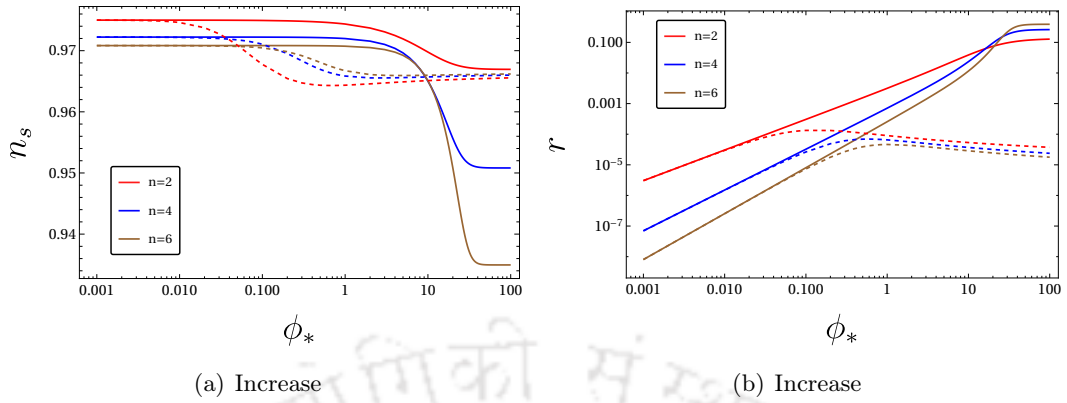 n_s
0.97
0.96
0.95
0.94
n=2
n=4
n=6
0.001 0.010 0.100 1 10 100
ϕ_*
(a) Increase
r
0.100
0.001
10^-5
10^-7
n=2
n=4
n=6
0.001 0.010 0.100 1 10 100
ϕ_*
(b) Increase